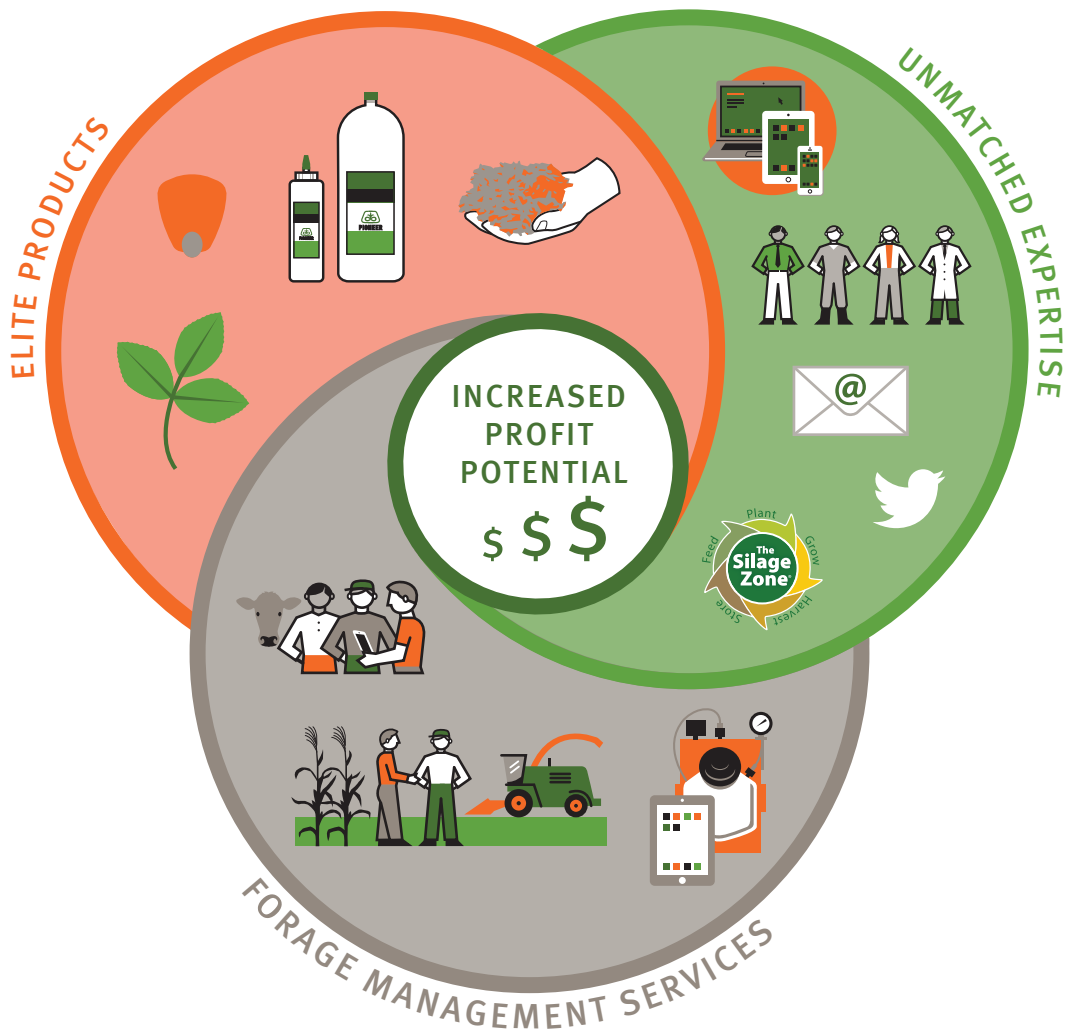 ELITE PRODUCTS
UNMATCHED EXPERTISE
PIONEER
PIONEER
INCREASED
PROFIT
POTENTIAL
$ $ $
@
Plant
Grow
Harvest
Store
Feed
The
Silage
Zone®
FORAGE MANAGEMENT SERVICES